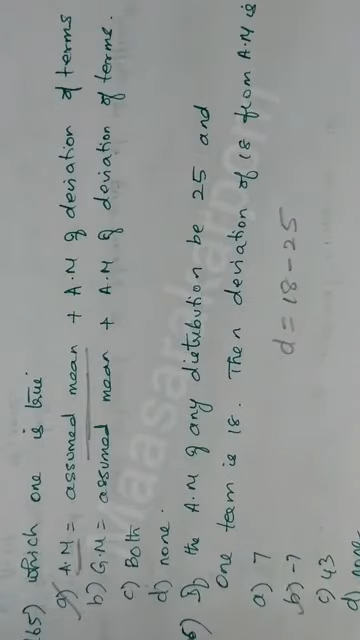 65) which one is true
a) A.M = assumed mean + A.M of deviation of terms
b) G.M = assumed mean + A.M of deviation of terms.
c) Both
d) none.
6) If the A.M of any distribution be 25 and
one team is 18. Then deviation of 18 from A.M is
a) 7
d = 18 - 25
b) -7
c) 43
d) none
Maasarakatpom